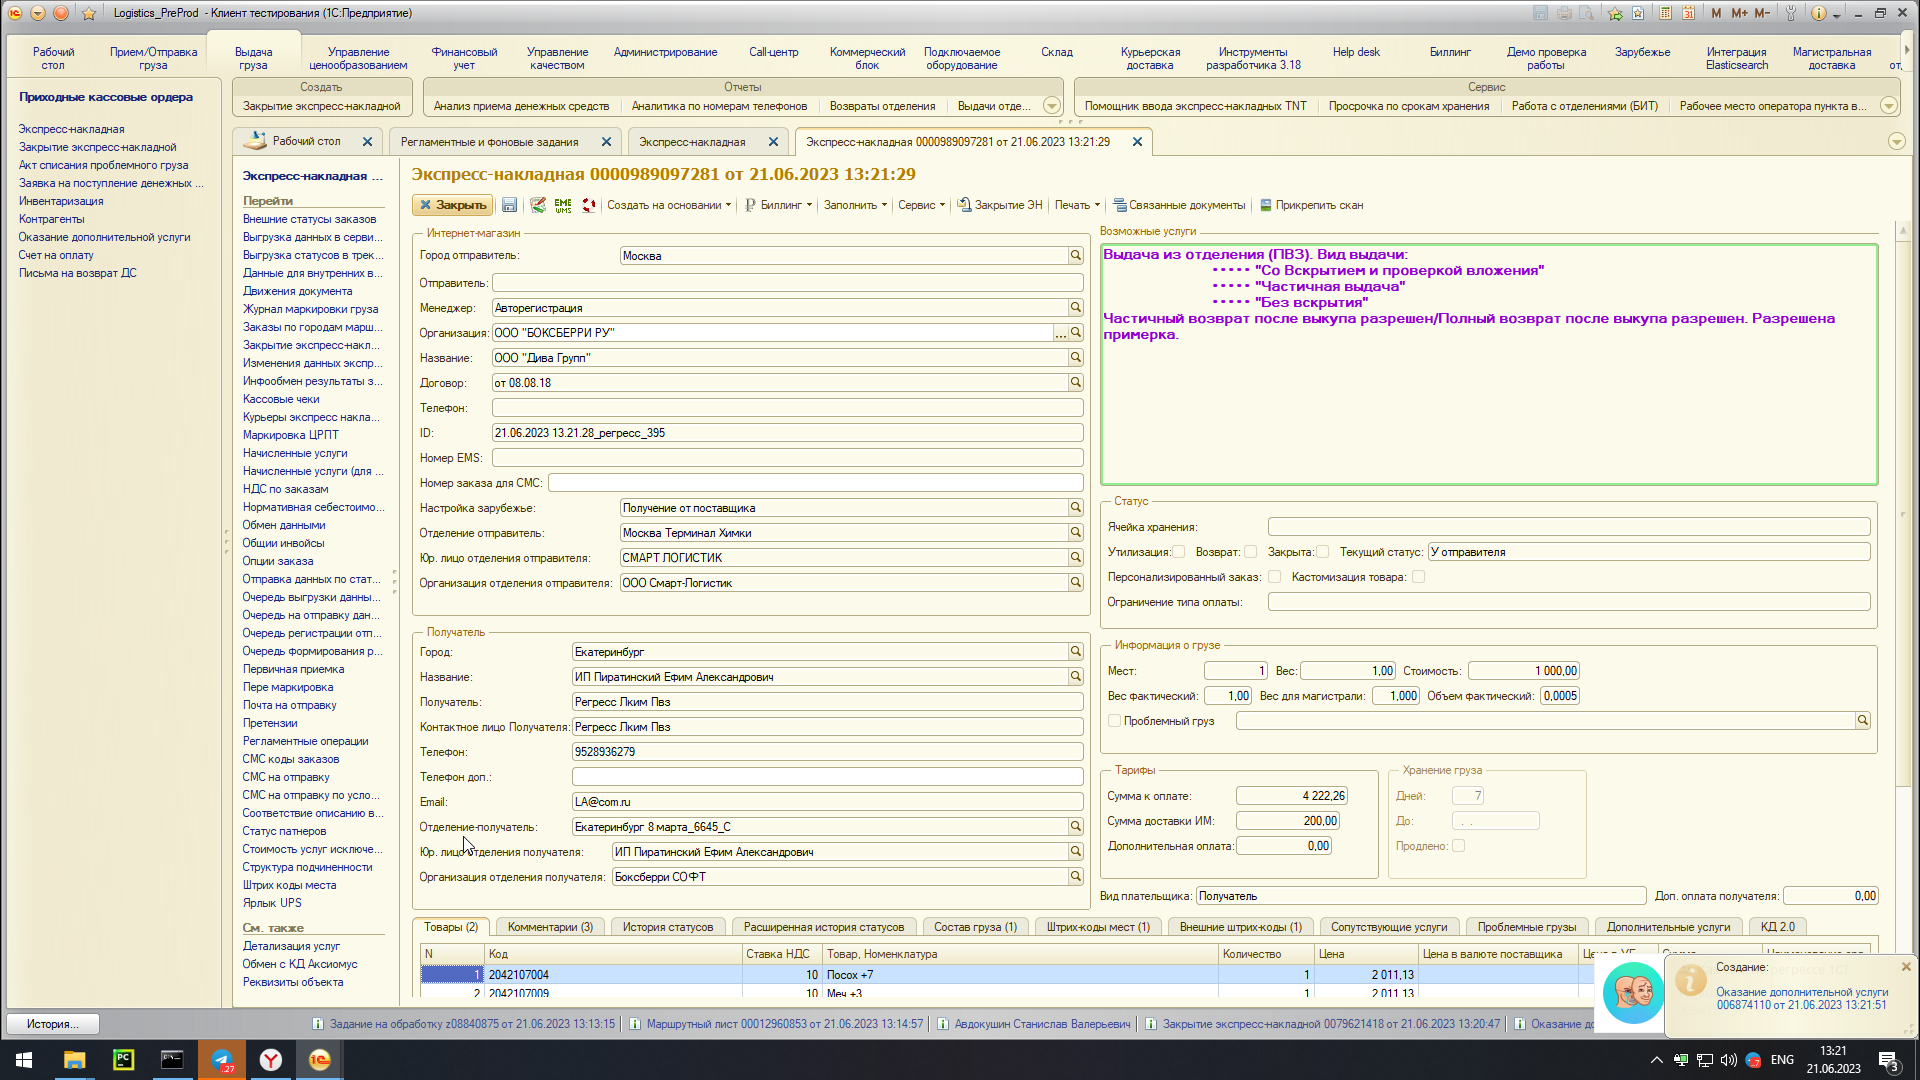 Logistics_PreProd - Клиент тестирования (1С:Предприятие)
M M+ M-
Рабочий стол
Прием/Отправка груза
Выдача груза
Управление ценообразованием
Финансовый учет
Управление качеством
Администрирование
Call-центр
Коммерческий блок
Подключаемое оборудование
Склад
Курьерская доставка
Инструменты разработчика 3.18
Help desk
Биллинг
Демо проверка работы
Зарубежье
Интеграция Elasticsearch
Магистральная доставка
Создать
Закрытие экспресс-накладной
Отчеты
Анализ приема денежных средств
Аналитика по номерам телефонов
Возвраты отделения
Выдачи отде...
Сервис
Помощник ввода экспресс-накладных TNT
Просрочка по срокам хранения
Работа с отделениями (БИТ)
Рабочее место оператора пункта в...
Приходные кассовые ордера
Экспресс-накладная
Закрытие экспресс-накладной
Акт списания проблемного груза
Заявка на поступление денежных ...
Инвентаризация
Контрагенты
Оказание дополнительной услуги
Счет на оплату
Письма на возврат ДС
Рабочий стол
Регламентные и фоновые задания
Экспресс-накладная
Экспресс-накладная 0000989097281 от 21.06.2023 13:21:29
Экспресс-накладная ...
Перейти
Внешние статусы заказов
Выгрузка данных в серви...
Выгрузка статусов в трек...
Данные для внутренних в...
Движения документа
Журнал маркировки груза
Заказы по городам марш...
Закрытие экспресс-накл...
Изменения данных экспр...
Инфообмен результаты з...
Кассовые чеки
Курьеры экспресс накла...
Маркировка ЦРПТ
Начисленные услуги
Начисленные услуги (для ...
НДС по заказам
Нормативная себестоимо...
Обмен данными
Общии инвойсы
Опции заказа
Отправка данных по стат...
Очередь выгрузки данны...
Очередь на отправку дан...
Очередь регистрации отп...
Очередь формирования р...
Первичная приемка
Пере маркировка
Почта на отправку
Претензии
Регламентные операции
СМС коды заказов
СМС на отправку
СМС на отправку по усло...
Соответствие описанию в...
Статус патнеров
Стоимость услуг исключе...
Структура подчиненности
Штрих коды места
Ярлык UPS
См. также
Детализация услуг
Обмен с КД Аксиомус
Реквизиты объекта
Экспресс-накладная 0000989097281 от 21.06.2023 13:21:29
Закрыть
EME WMS
Создать на основании
Биллинг
Заполнить
Сервис
Закрытие ЭН
Печать
Связанные документы
Прикрепить скан
Интернет-магазин
Город отправитель: Москва
Отправитель:
Менеджер: Авторегистрация
Организация: ООО "БОКСБЕРРИ РУ" ...
Название: ООО "Дива Групп"
Договор: от 08.08.18
Телефон:
ID: 21.06.2023 13.21.28_регресс_395
Номер EMS:
Номер заказа для СМС:
Настройка зарубежье: Получение от поставщика
Отделение отправитель: Москва Терминал Химки
Юр. лицо отделения отправителя: СМАРТ ЛОГИСТИК
Организация отделения отправителя: ООО Смарт-Логистик
Получатель
Город: Екатеринбург
Название: ИП Пиратинский Ефим Александрович
Получатель: Регресс Лким Пвз
Контактное лицо Получателя: Регресс Лким Пвз
Телефон: 9528936279
Телефон доп.:
Email: LA@com.ru
Отделение-получатель: Екатеринбург 8 марта_6645_С
Юр. лицо отделения получателя: ИП Пиратинский Ефим Александрович
Организация отделения получателя: Боксберри СОФТ
Возможные услуги
Выдача из отделения (ПВЗ). Вид выдачи:
••••• "Со Вскрытием и проверкой вложения"
••••• "Частичная выдача"
••••• "Без вскрытия"
Частичный возврат после выкупа разрешен/Полный возврат после выкупа разрешен. Разрешена
примерка.
Статус
Ячейка хранения:
Утилизация: Возврат: Закрыта: Текущий статус: У отправителя
Персонализированный заказ: Кастомизация товара:
Ограничение типа оплаты:
Информация о грузе
Мест: 1 Вес: 1,00 Стоимость: 1 000,00
Вес фактический: 1,00 Вес для магистрали: 1,000 Объем фактический: 0,0005
Проблемный груз
Тарифы
Сумма к оплате: 4 222,26
Сумма доставки ИМ: 200,00
Дополнительная оплата: 0,00
Хранение груза
Дней: 7
До: . .
Продлено:
Вид плательщика: Получатель Доп. оплата получателя: 0,00
Товары (2)
Комментарии (3)
История статусов
Расширенная история статусов
Состав груза (1)
Штрих-коды мест (1)
Внешние штрих-коды (1)
Сопутствующие услуги
Проблемные грузы
Дополнительные услуги
КД 2.0
N Код Ставка НДС Товар, Номенклатура Количество Цена Цена в валюте поставщика
1 2042107004 10 Посох +7 1 2 011,13
2 2042107009 10 Меч +3 1 2 011,13
Создание:
Оказание дополнительной услуги
006874110 от 21.06.2023 13:21:51
История...
Задание на обработку z08840875 от 21.06.2023 13:13:15
Маршрутный лист 00012960853 от 21.06.2023 13:14:57
Авдокушин Станислав Валерьевич
Закрытие экспресс-накладной 0079621418 от 21.06.2023 13:20:47
Оказание до
PC
27
ENG
13:21
21.06.2023
3